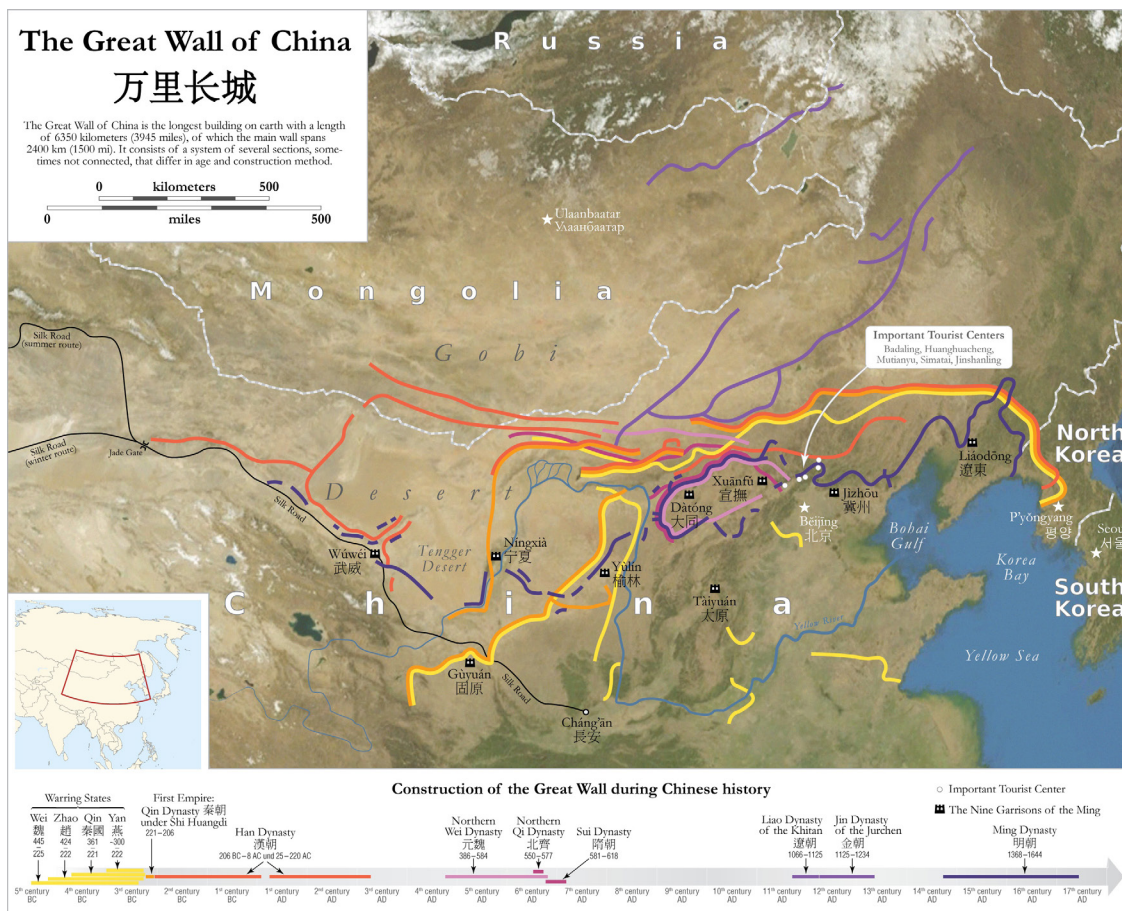 The Great Wall of China
万里长城
The Great Wall of China is the longest building on earth with a length
of 6350 kilometers (3945 miles), of which the main wall spans
2400 km (1500 mi). It consists of a system of several sections, some-
times not connected, that differ in age and construction method.
0 kilometers 500
0 miles 500
Russia
Ulaanbaatar
Улаанбаатар
Mongolia
Gobi
Desert
Important Tourist Centers
Badaling, Huanghuacheng,
Mutianyu, Simatai, Jinshanling
Silk Road
(summer route)
Silk Road
(winter route)
Jade Gate
Silk Road
North
Korea
Liáodōng
遼東
Xuānfǔ
宣撫
Dàtóng
大同
Jìzhōu
冀州
Běijīng
北京
P'yŏngyang
평양
Seou
서울
Bohai
Gulf
Korea
Bay
Wǔwéi
武威
Tengger
Desert
Níngxià
宁夏
Yúlín
榆林
Tàiyuán
太原
South
Korea
China
Yellow River
Yellow Sea
Gùyuán
固原
Silk Road
Cháng'ān
長安
Construction of the Great Wall during Chinese history
Important Tourist Center
The Nine Garrisons of the Ming
Warring States
Wei
魏
445
–
225
Zhao
趙
424
–
222
Qin
秦國
361
–
221
Yan
燕
~300
–
222
First Empire:
Qin Dynasty 秦朝
under Shi Huangdi
221–206
Han Dynasty
漢朝
206 BC–8 AC und 25–220 AC
Northern
Wei Dynasty
元魏
386–584
Northern
Qi Dynasty
北齊
550–577
Sui Dynasty
隋朝
581–618
Liao Dynasty
of the Khitan
遼朝
1066–1125
Jin Dynasty
of the Jurchen
金朝
1125–1234
Ming Dynasty
明朝
1368–1644
5th century
BC
4th century
BC
3rd century
BC
2nd century
BC
1st century
BC
1st century
AD
2nd century
AD
3rd century
AD
4th century
AD
5th century
AD
6th century
AD
7th century
AD
8th century
AD
9th century
AD
10th century
AD
11th century
AD
12th century
AD
13th century
AD
14th century
AD
15th century
AD
16th century
AD
17th century
AD